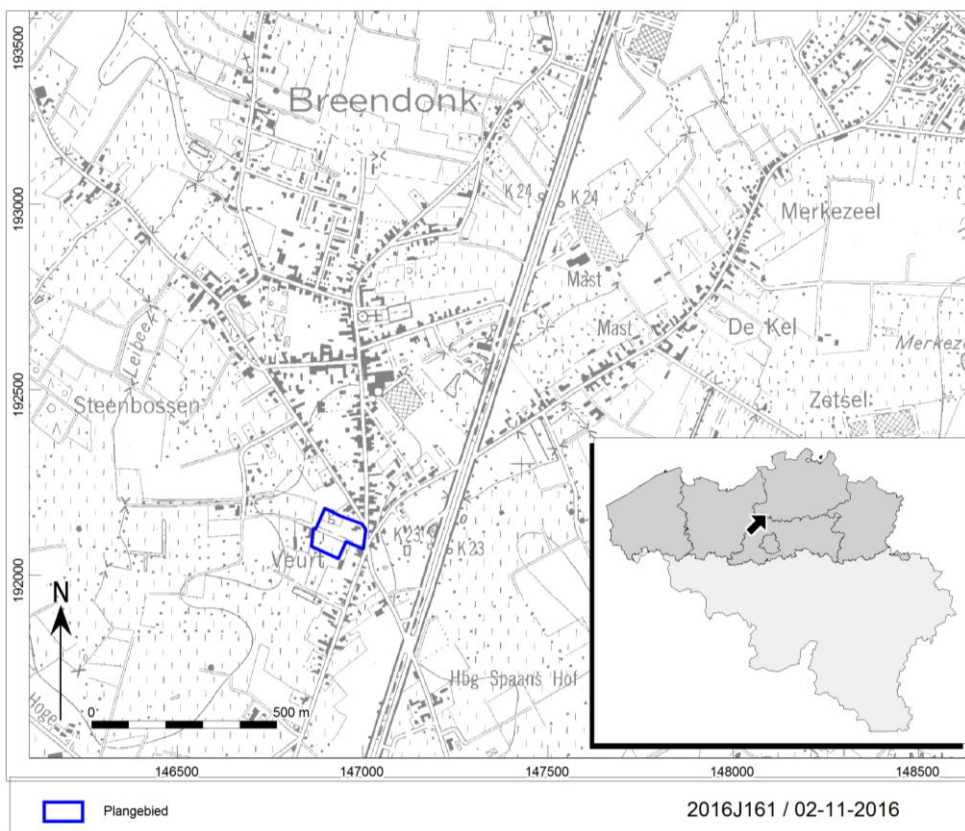 193500
Breendonk
K 24
K 24
193000
Merkezeel
Mast
Mast
De Kel
Leibeek
192500
Steenbossen
Zetsel
K 23
K 23
Veurt
192000
N
Hbg Spaans Hof
0 500 m
Hoge
146500 147000 147500 148000 148500
Plangebied
2016J161 / 02-11-2016